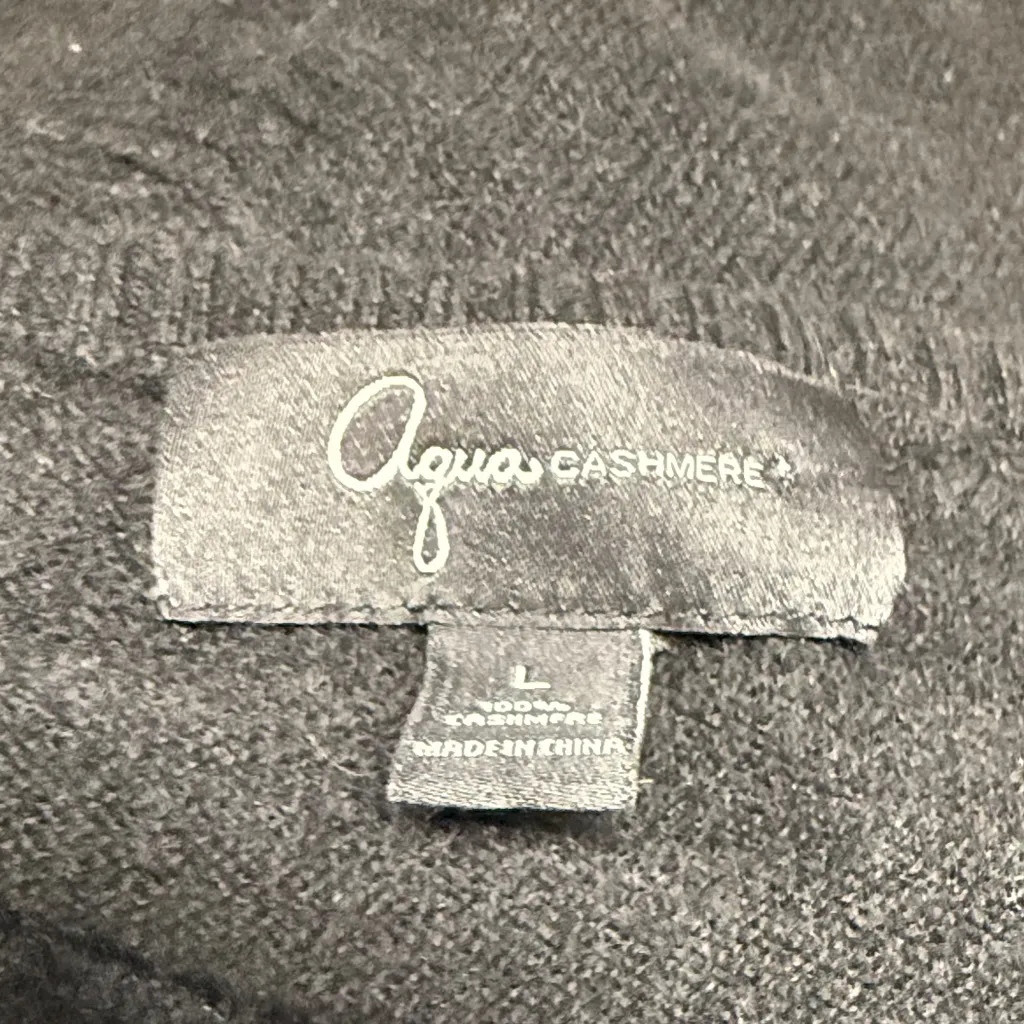 Aqua CASHMERE+
L
100%
CASHMERE
MADE IN CHINA